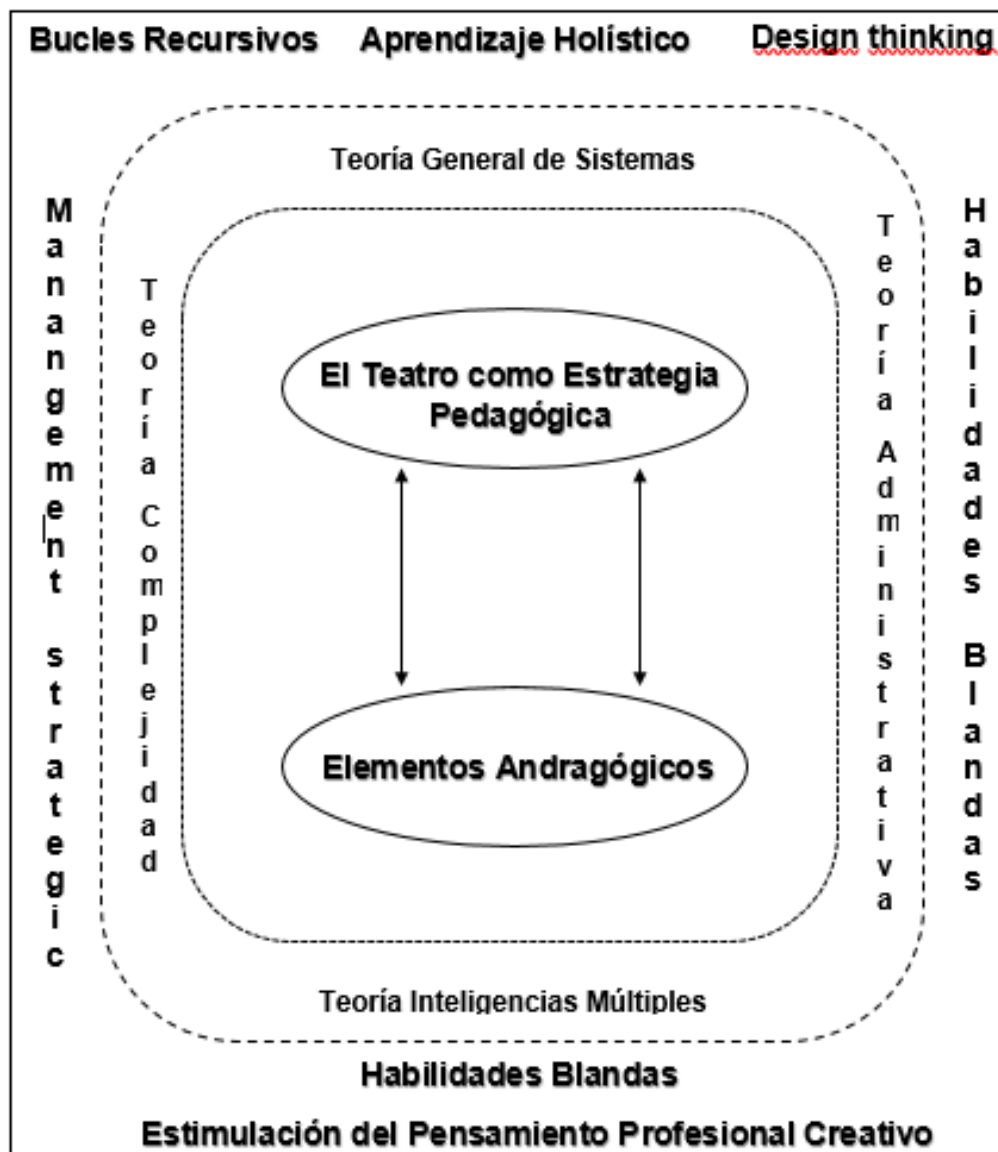 Bucles Recursivos Aprendizaje Holístico Design thinking
Teoría General de Sistemas
Manangement strategic
Teoría Complejidad
El Teatro como Estrategia
Pedagógica
Elementos Andragógicos
Teoría Administrativa
Habilidades Blandas
Teoría Inteligencias Múltiples
Habilidades Blandas
Estimulación del Pensamiento Profesional Creativo